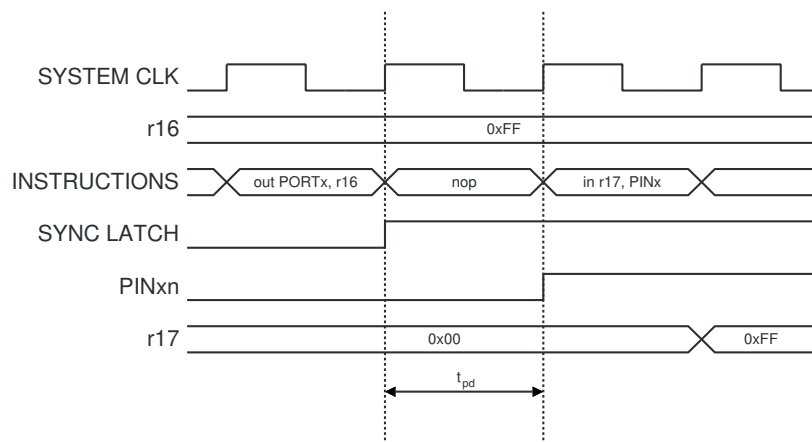 SYSTEM CLK
r16
0xFF
INSTRUCTIONS
out PORTx, r16
nop
in r17, PINx
SYNC LATCH
PINxn
r17
0x00
0xFF
tpd